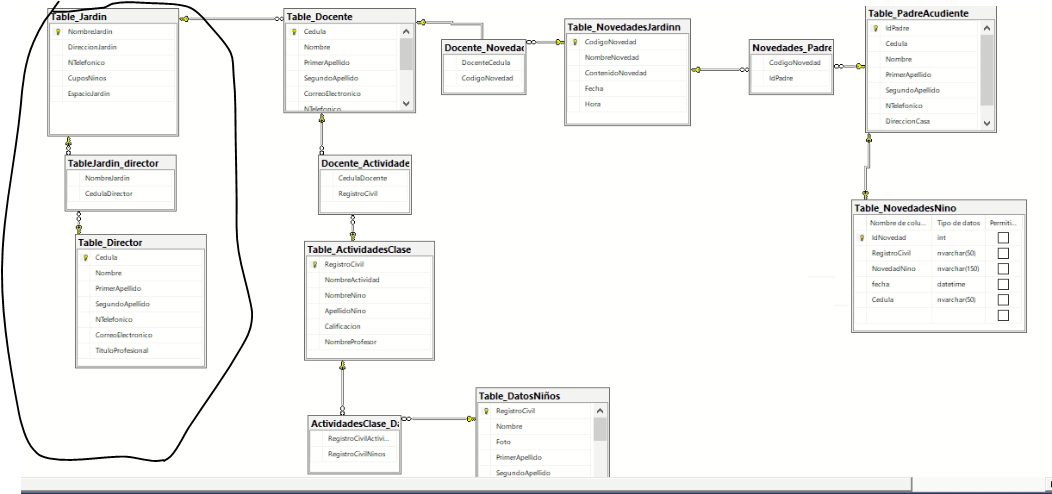 Table_Jardin
NombreJardin
DireccionJardin
NTelefonico
CuposNinos
EspacioJardin
TableJardin_director
NombreJardin
CedulaDirector
Table_Director
Cedula
Nombre
PrimerApellido
SegundoApellido
NTelefonico
CorreoElectronico
TituloProfesional
Table_Docente
Cedula
Nombre
PrimerApellido
SegundoApellido
CorreoElectronico
NTelefonico
Docente_Actividade
CedulaDocente
RegistroCivil
Table_ActividadesClase
RegistroCivil
NombreActividad
NombreNino
ApellidoNino
Calificacion
NombreProfesor
ActividadesClase_Da
RegistroCivilActivi...
RegistroCivilNinos
Docente_Novedad
DocenteCedula
CodigoNovedad
Table_DatosNiños
RegistroCivil
Nombre
Foto
PrimerApellido
SegundoApellido
Table_NovedadesJardinn
CodigoNovedad
NombreNovedad
ContenidoNovedad
Fecha
Hora
Novedades_Padre
CodigoNovedad
IdPadre
Table_PadreAcudiente
IdPadre
Cedula
Nombre
PrimerApellido
SegundoApellido
NTelefonico
DireccionCasa
Table_NovedadesNino
Nombre de colu... Tipo de datos Permiti...
IdNovedad int
RegistroCivil nvarchar(50)
NovedadNino nvarchar(150)
fecha datetime
Cedula nvarchar(50)